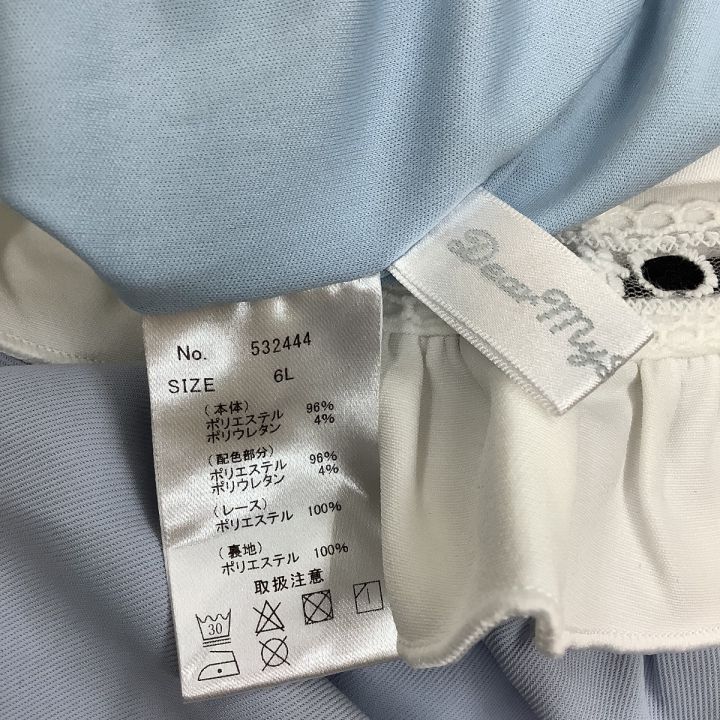 Dear My
No. 532444
SIZE 6L
(本体) 96%
ポリエステル
ポリウレタン 4%
(配色部分)
ポリエステル 96%
ポリウレタン 4%
(レース)
ポリエステル 100%
(裏地)
ポリエステル 100%
取扱注意
30